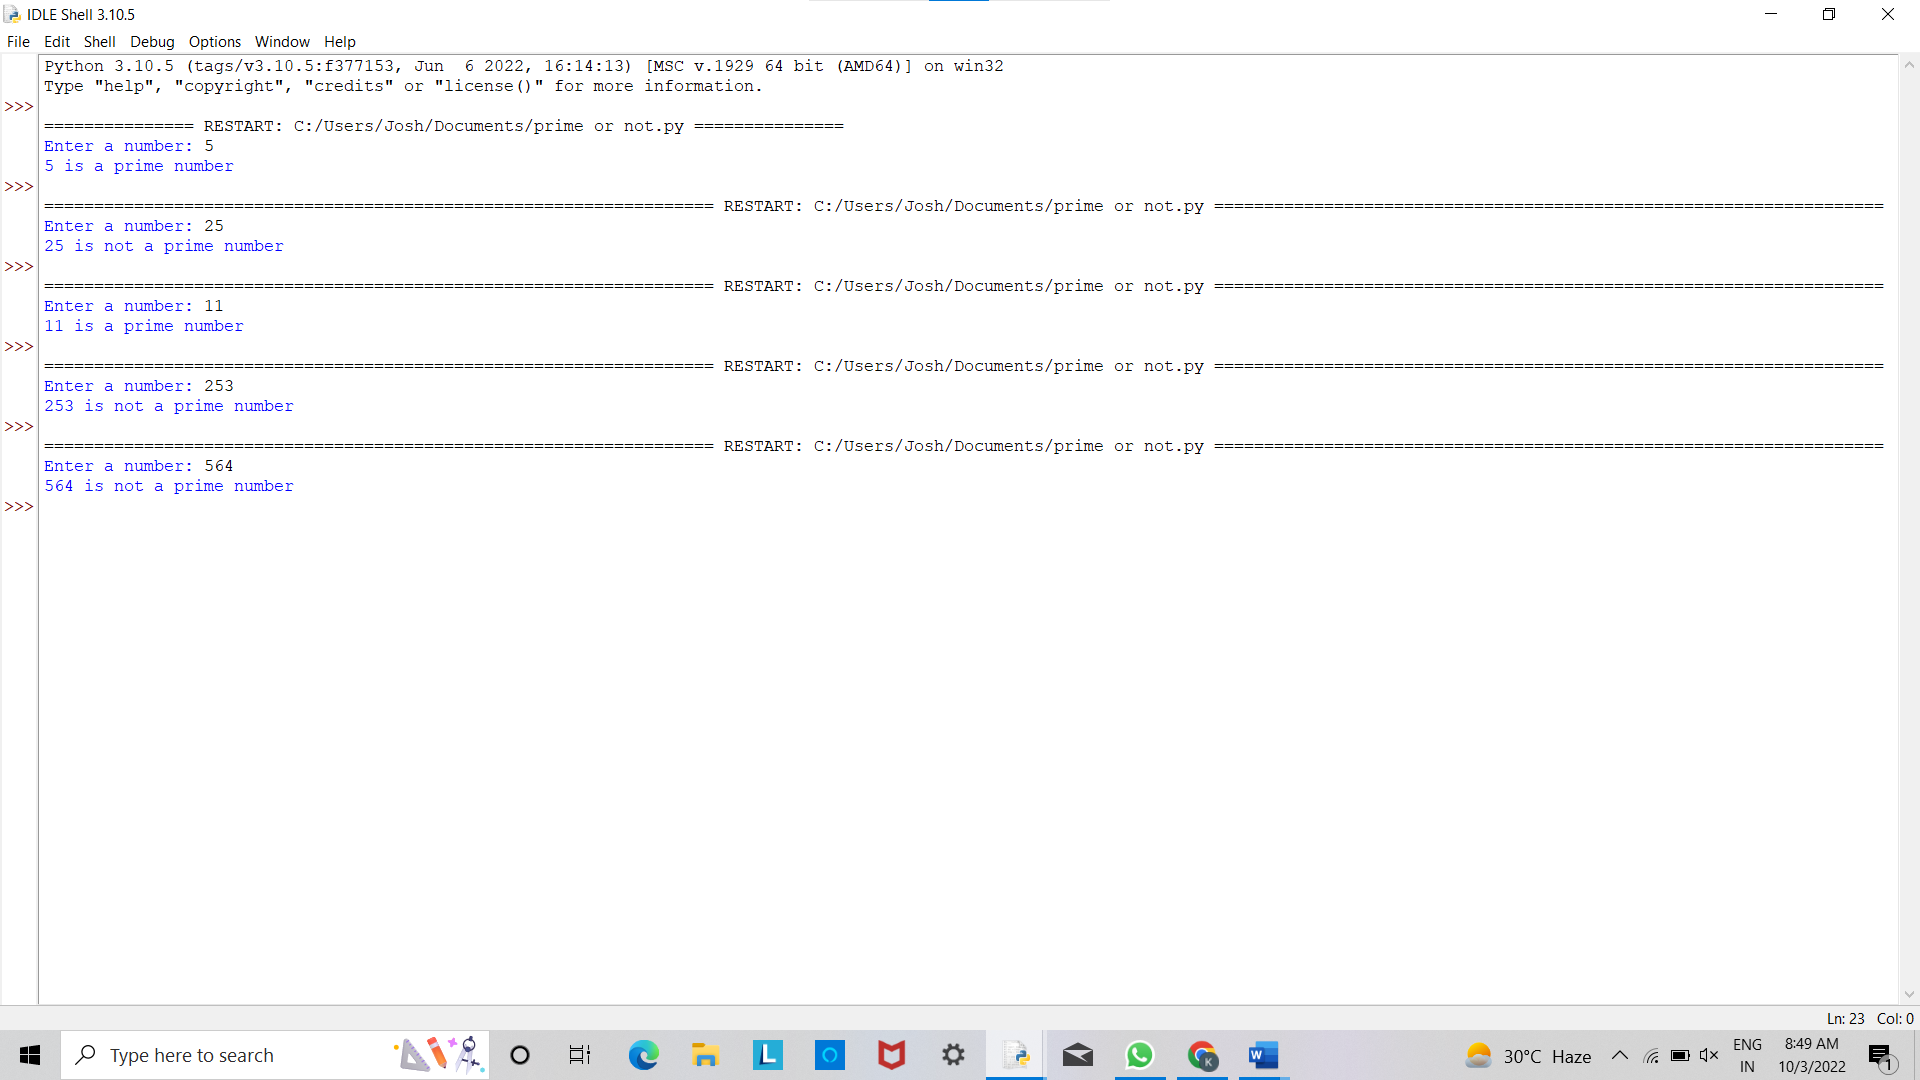 IDLE Shell 3.10.5
File Edit Shell Debug Options Window Help
Python 3.10.5 (tags/v3.10.5:f377153, Jun  6 2022, 16:14:13) [MSC v.1929 64 bit (AMD64)] on win32
Type "help", "copyright", "credits" or "license()" for more information.
>>>
=============== RESTART: C:/Users/Josh/Documents/prime or not.py ===============
Enter a number: 5
5 is a prime number
>>>
=================================================================== RESTART: C:/Users/Josh/Documents/prime or not.py ===================================================================
Enter a number: 25
25 is not a prime number
>>>
=================================================================== RESTART: C:/Users/Josh/Documents/prime or not.py ===================================================================
Enter a number: 11
11 is a prime number
>>>
=================================================================== RESTART: C:/Users/Josh/Documents/prime or not.py ===================================================================
Enter a number: 253
253 is not a prime number
>>>
=================================================================== RESTART: C:/Users/Josh/Documents/prime or not.py ===================================================================
Enter a number: 564
564 is not a prime number
>>>
Ln: 23 Col: 0
Type here to search
L
K
W
30°C Haze
ENG
IN
8:49 AM
10/3/2022
1